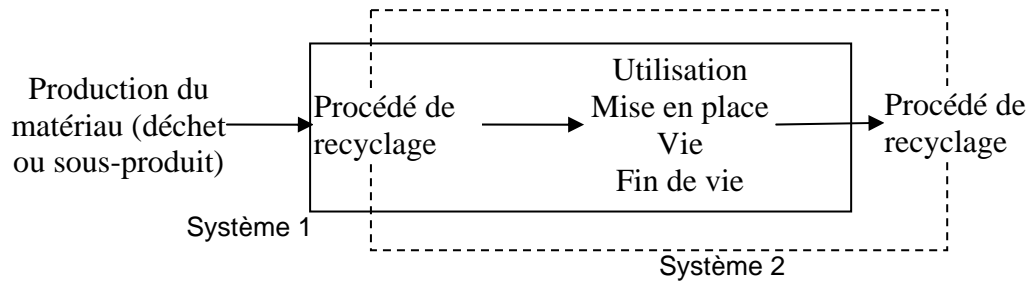 Production du
matériau (déchet
ou sous-produit)
Procédé de
recyclage
Utilisation
Mise en place
Vie
Fin de vie
Procédé de
recyclage
Système 1
Système 2